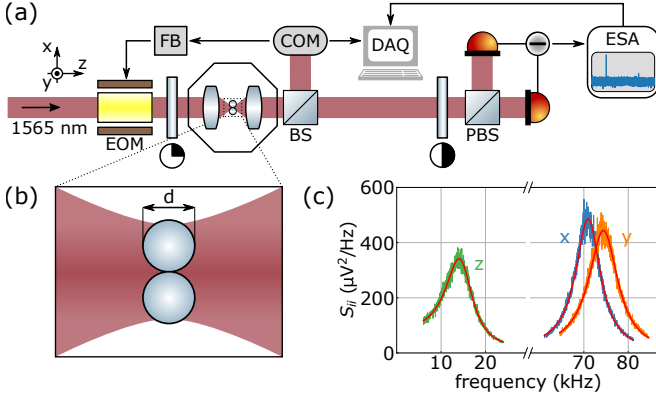 (a)
x
y
z
FB
COM
DAQ
ESA
1565 nm
EOM
BS
PBS
(b)
d
(c)
S_ii (μV²/Hz)
600
400
200
0
z
x
y
10
20
70
80
frequency (kHz)